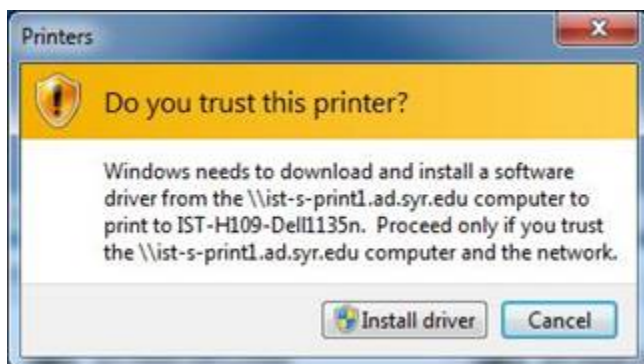 Printers
Do you trust this printer?
Windows needs to download and install a software
driver from the \\ist-s-print1.ad.syr.edu computer to
print to IST-H109-Dell1135n. Proceed only if you trust
the \\ist-s-print1.ad.syr.edu computer and the network.
Install driver
Cancel